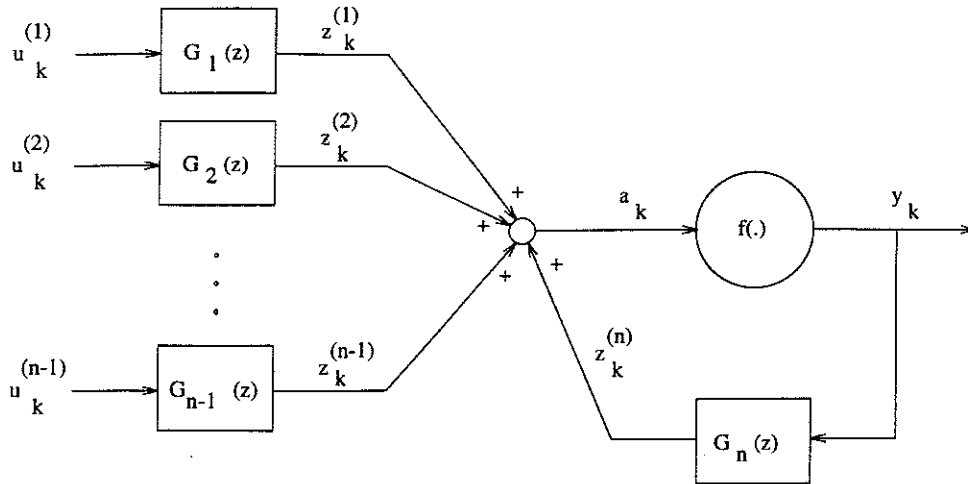 u_k^(1) G_1(z) z_k^(1)
u_k^(2) G_2(z) z_k^(2)
+
+
+
+
a_k
f(.)
y_k
u_k^(n-1) G_{n-1}(z) z_k^(n-1)
z_k^(n)
G_n(z)